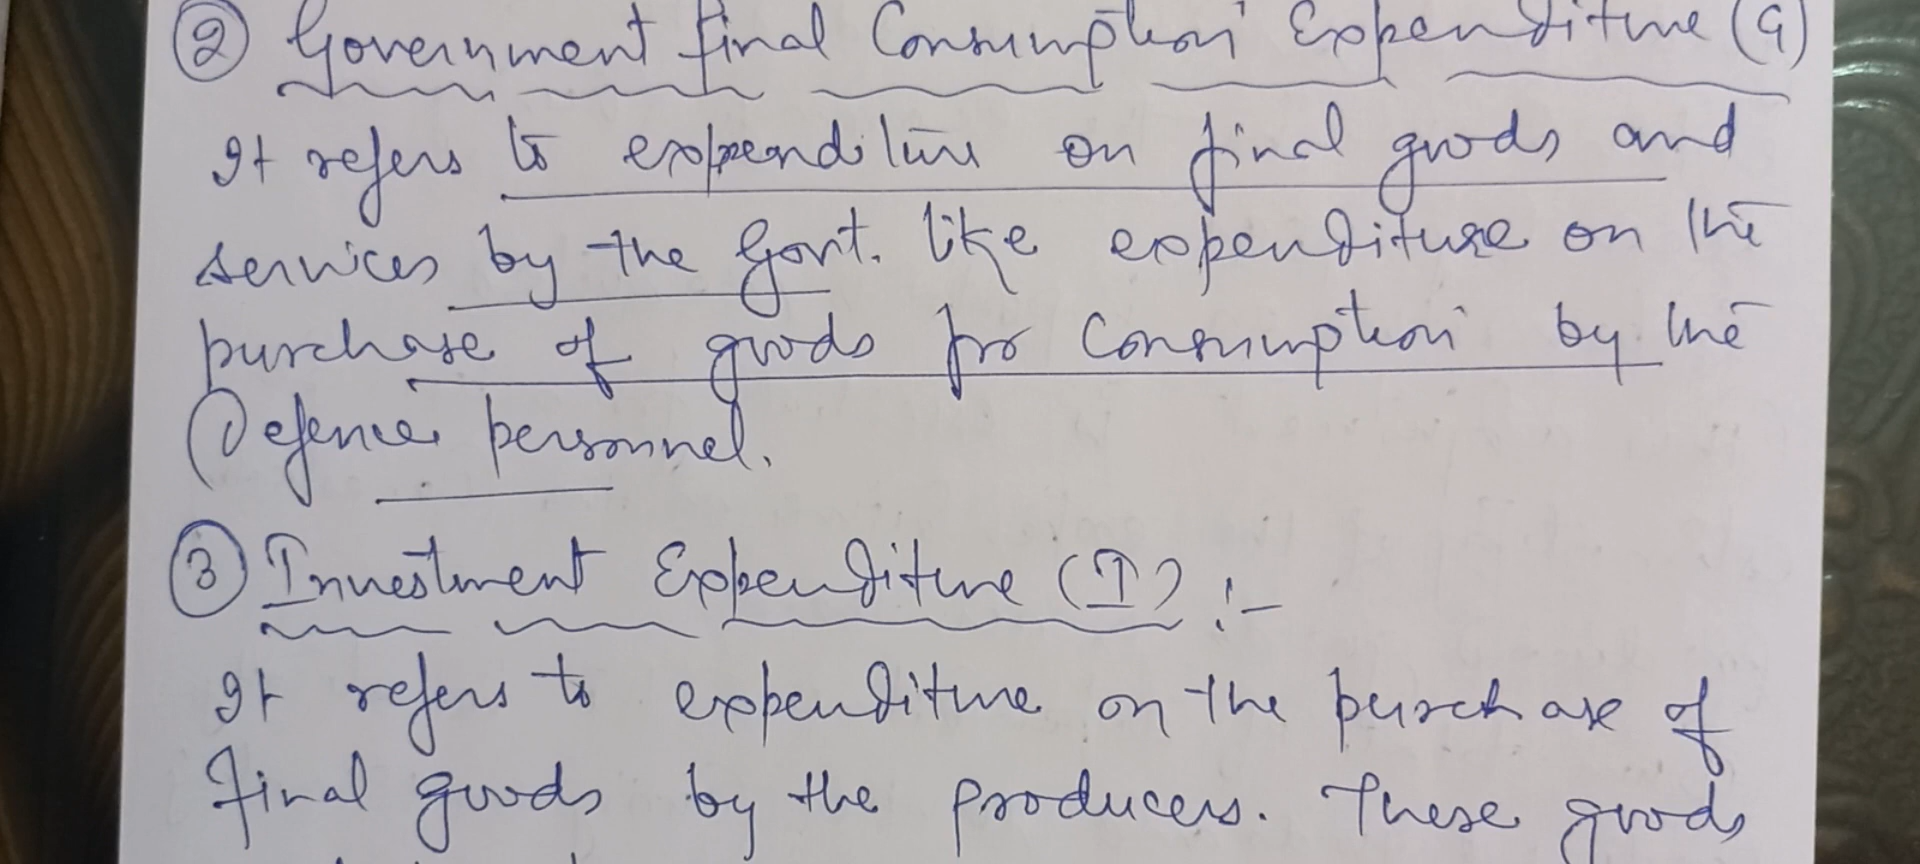 ② Government final Consumption Expenditure (G)
It refers to expenditure on final goods and
services by the Govt. like expenditure on the
purchase of goods for Consumption by the
Defence personnel.
③ Investment Expenditure (I) :-
It refers to expenditure on the purchase of
final goods by the producers. These goods